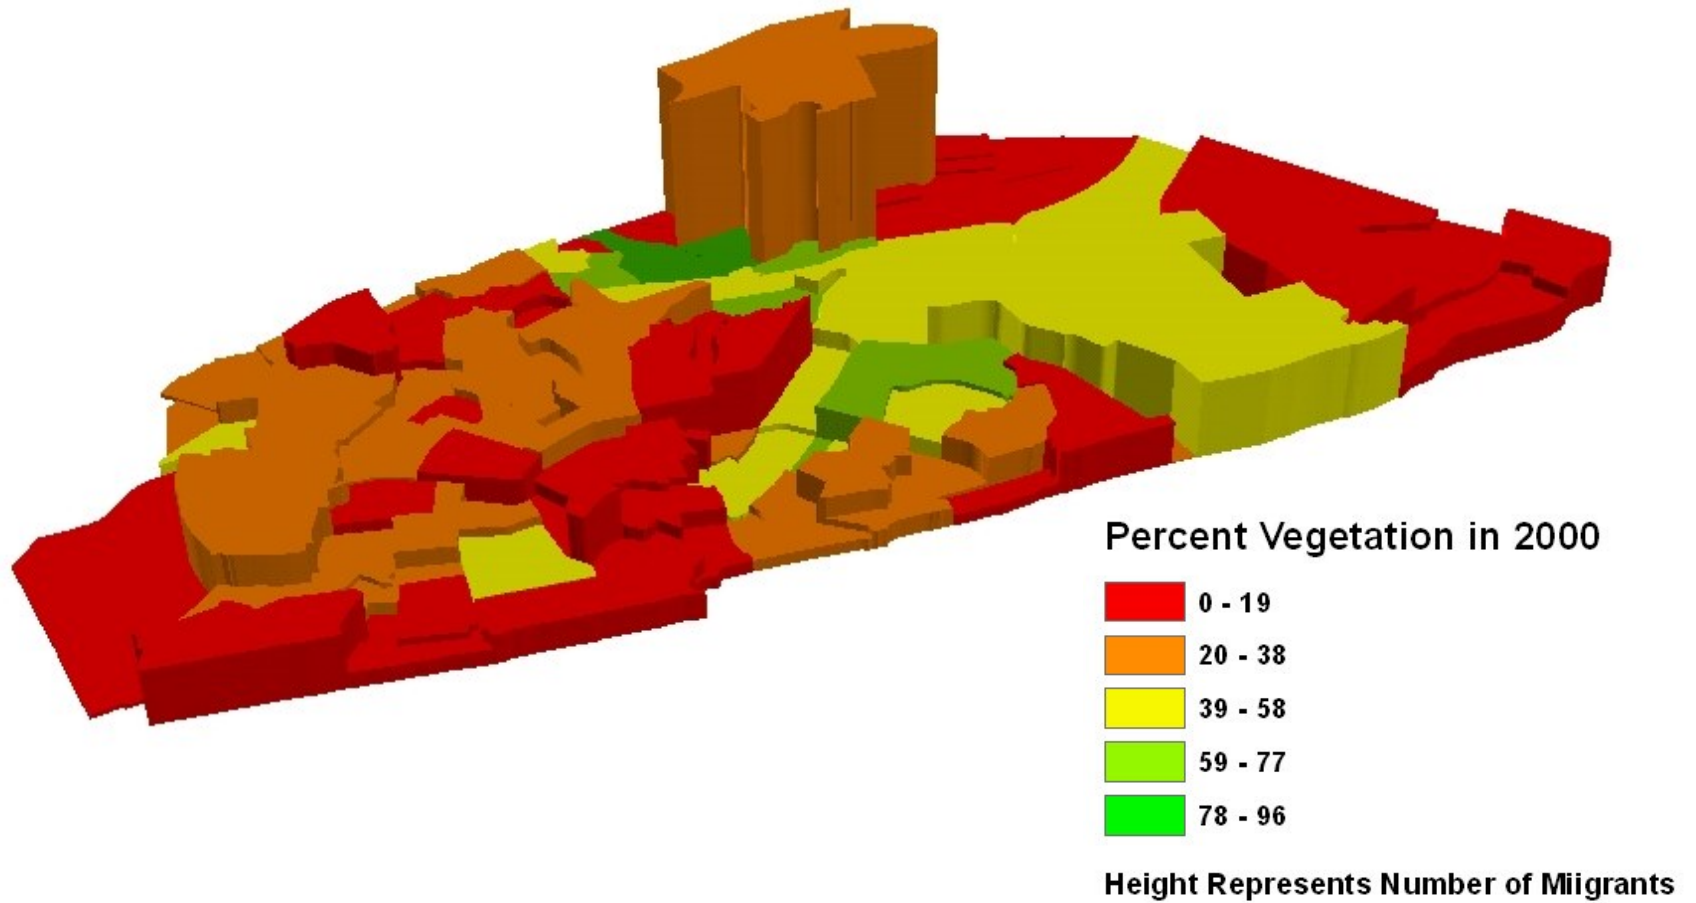 Percent Vegetation in 2000
0 - 19
20 - 38
39 - 58
59 - 77
78 - 96
Height Represents Number of Miigrants